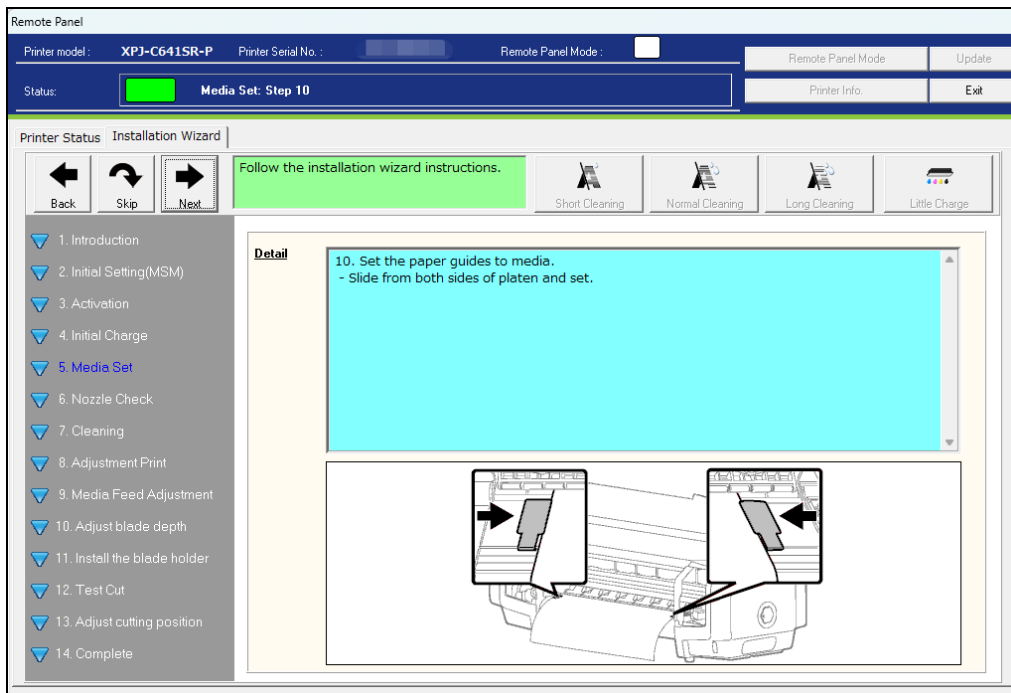 Remote Panel
Printer model : XPJ-C641SR-P Printer Serial No. : Remote Panel Mode :
Remote Panel Mode Update
Status: Media Set: Step 10
Printer Info. Exit
Printer Status Installation Wizard
Follow the installation wizard instructions.
Back Skip Next Short Cleaning Normal Cleaning Long Cleaning Little Charge
1. Introduction
2. Initial Setting(MSM)
3. Activation
4. Initial Charge
5. Media Set
6. Nozzle Check
7. Cleaning
8. Adjustment Print
9. Media Feed Adjustment
10. Adjust blade depth
11. Install the blade holder
12. Test Cut
13. Adjust cutting position
14. Complete
Detail
10. Set the paper guides to media.
- Slide from both sides of platen and set.